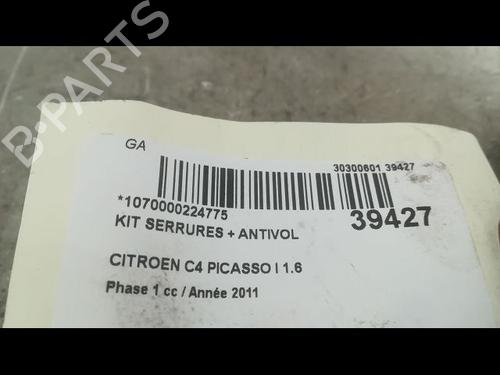 B-PARTS
GA
30300601 39427
*1070000224775
39427
KIT SERRURES + ANTIVOL
CITROEN C4 PICASSO I 1.6
Phase 1 cc / Année 2011